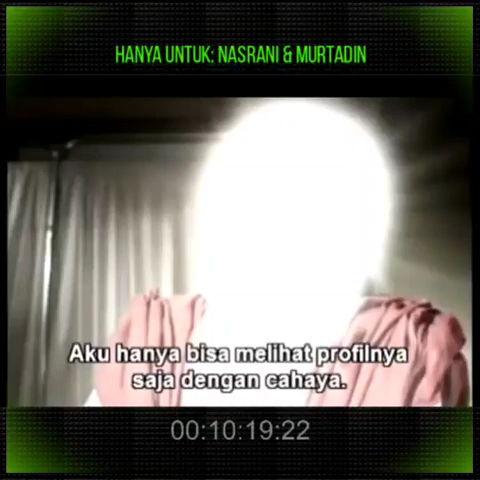 HANYA UNTUK: NASRANI & MURTADIN
Aku hanya bisa melihat profilnya
saja dengan cahaya.
00:10:19:22